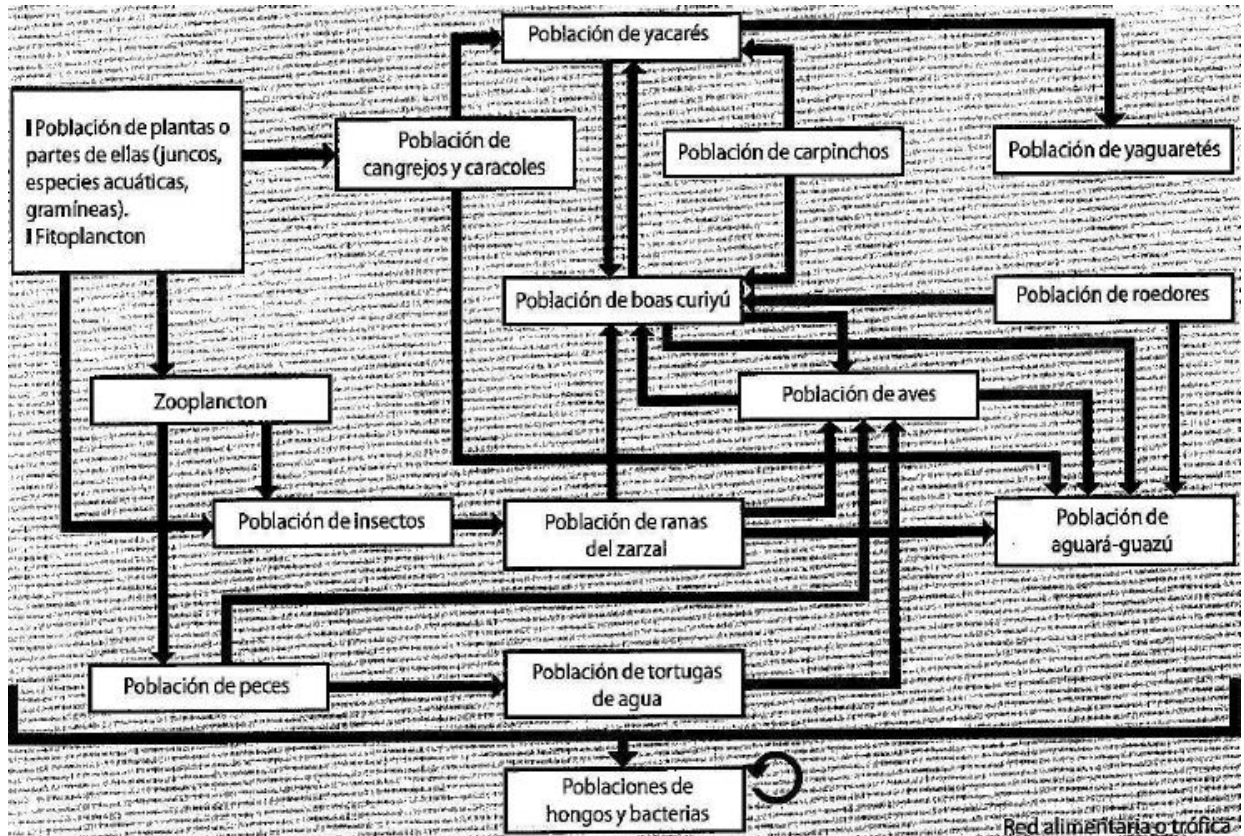 Población de yacarés
Población de plantas o
partes de ellas (juncos,
especies acuáticas,
gramíneas).
Fitoplancton
Población de
cangrejos y caracoles
Población de carpinchos
Población de yaguaretés
Población de boas curiyú
Población de roedores
Zooplancton
Población de aves
Población de insectos
Población de ranas
del zarzal
Población de
aguará-guazú
Población de peces
Población de tortugas
de agua
Poblaciones de
hongos y bacterias
Red alimentaria o trófica